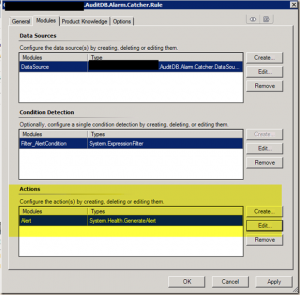 .AuditDB.Alarm.Catcher.Rule
General Modules Product Knowledge Options
Data Sources
Configure the data source(s) by creating, deleting or editing them.
Modules Types Create...
DataSource .AuditDB.Alarm.Catcher.DataSou...
Edit...
Remove
Condition Detection
Optionally, configure a single condition detection by creating, deleting, or editing them.
Modules Types Create...
Filter_AlertCondition System.ExpressionFilter
Edit...
Remove
Actions
Configure the action(s) by creating, deleting or editing them.
Modules Types Create...
Alert System.Health.GenerateAlert
Edit...
Remove
OK Cancel Apply